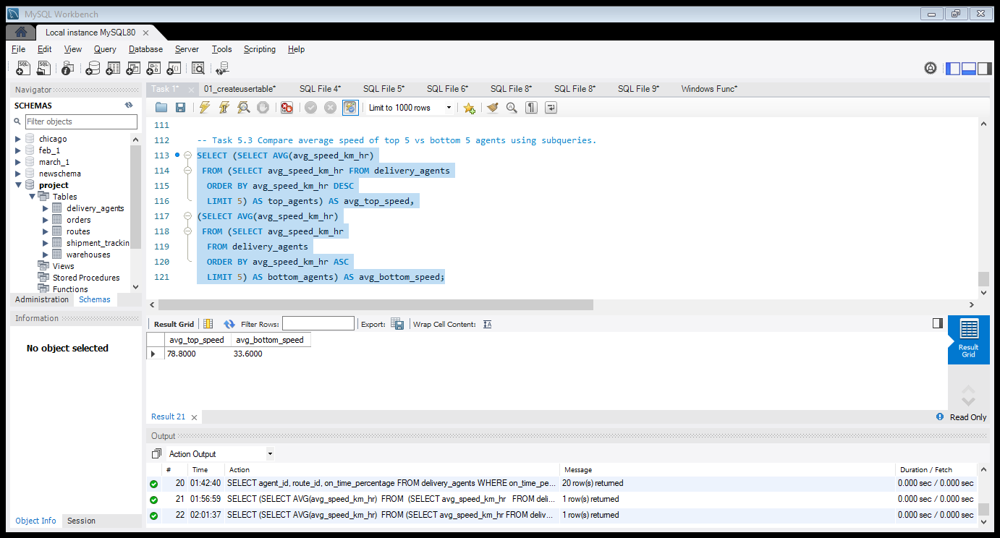 MySQL Workbench
Local instance MySQL80
File Edit View Query Database Server Tools Scripting Help
Navigator
SCHEMAS
Filter objects
chicago
feb_1
march_1
newschema
project
Tables
delivery_agents
orders
routes
shipment_trackin
warehouses
Views
Stored Procedures
Functions
Administration Schemas
Information
No object selected
Object Info Session
Task 1* 01_createusertable* SQL File 4* SQL File 5* SQL File 6* SQL File 8* SQL File 8* SQL File 9* Windows Func*
Limit to 1000 rows
111
112 -- Task 5.3 Compare average speed of top 5 vs bottom 5 agents using subqueries.
113 SELECT (SELECT AVG(avg_speed_km_hr)
114 FROM (SELECT avg_speed_km_hr FROM delivery_agents
115 ORDER BY avg_speed_km_hr DESC
116 LIMIT 5) AS top_agents) AS avg_top_speed,
117 (SELECT AVG(avg_speed_km_hr)
118 FROM (SELECT avg_speed_km_hr
119 FROM delivery_agents
120 ORDER BY avg_speed_km_hr ASC
121 LIMIT 5) AS bottom_agents) AS avg_bottom_speed;
Result Grid Filter Rows: Export: Wrap Cell Content:
avg_top_speed avg_bottom_speed
78.8000 33.6000
Result Grid
Result 21
Read Only
Output
Action Output
# Time Action Message Duration / Fetch
20 01:42:40 SELECT agent_id, route_id, on_time_percentage FROM delivery_agents WHERE on_time_pe... 20 row(s) returned 0.000 sec / 0.000 sec
21 01:56:59 SELECT (SELECT AVG(avg_speed_km_hr) FROM (SELECT avg_speed_km_hr FROM deli... 1 row(s) returned 0.000 sec / 0.000 sec
22 02:01:37 SELECT (SELECT AVG(avg_speed_km_hr) FROM (SELECT avg_speed_km_hr FROM deliv... 1 row(s) returned 0.000 sec / 0.000 sec